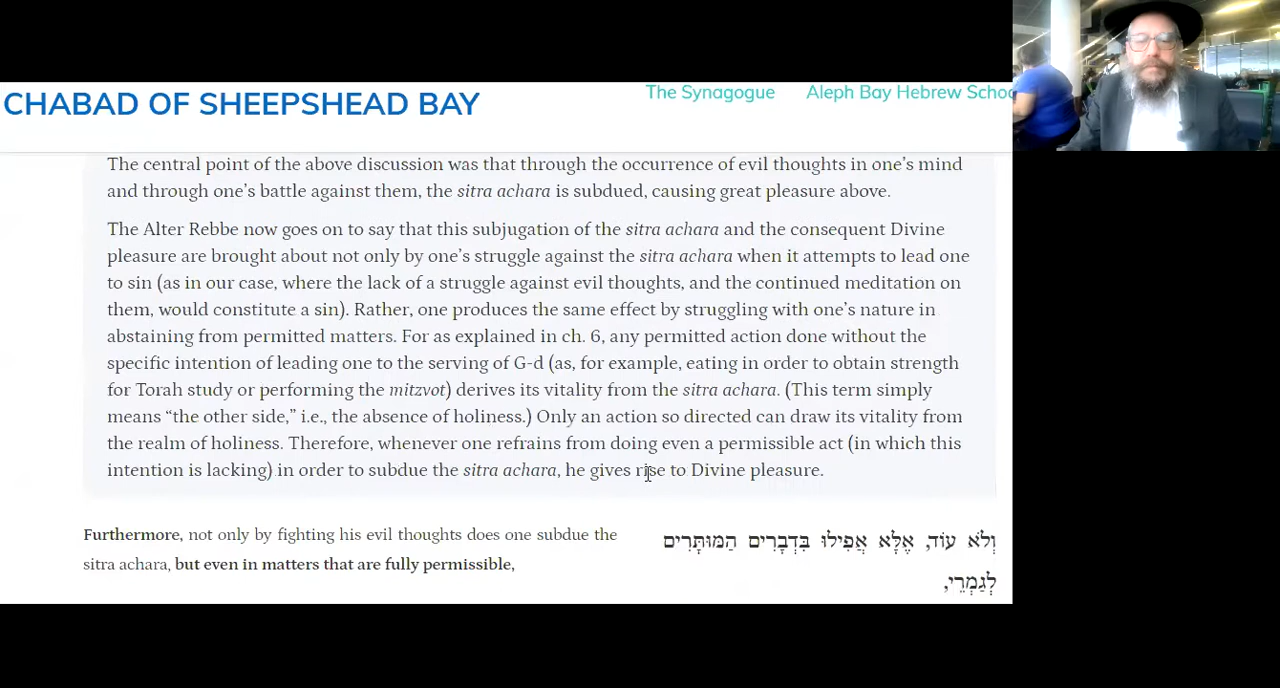 CHABAD OF SHEEPSHEAD BAY
The Synagogue Aleph Bay Hebrew Schoo
The central point of the above discussion was that through the occurrence of evil thoughts in one’s mind
and through one’s battle against them, the sitra achara is subdued, causing great pleasure above.
The Alter Rebbe now goes on to say that this subjugation of the sitra achara and the consequent Divine
pleasure are brought about not only by one’s struggle against the sitra achara when it attempts to lead one
to sin (as in our case, where the lack of a struggle against evil thoughts, and the continued meditation on
them, would constitute a sin). Rather, one produces the same effect by struggling with one’s nature in
abstaining from permitted matters. For as explained in ch. 6, any permitted action done without the
specific intention of leading one to the serving of G-d (as, for example, eating in order to obtain strength
for Torah study or performing the mitzvot) derives its vitality from the sitra achara. (This term simply
means “the other side,” i.e., the absence of holiness.) Only an action so directed can draw its vitality from
the realm of holiness. Therefore, whenever one refrains from doing even a permissible act (in which this
intention is lacking) in order to subdue the sitra achara, he gives rise to Divine pleasure.
Furthermore, not only by fighting his evil thoughts does one subdue the
sitra achara, but even in matters that are fully permissible,
וְלֹא עוֹד, אֶלָּא אֲפִילוּ בִּדְבָרִים הַמּוּתָּרִים
לְגַמְרֵי,